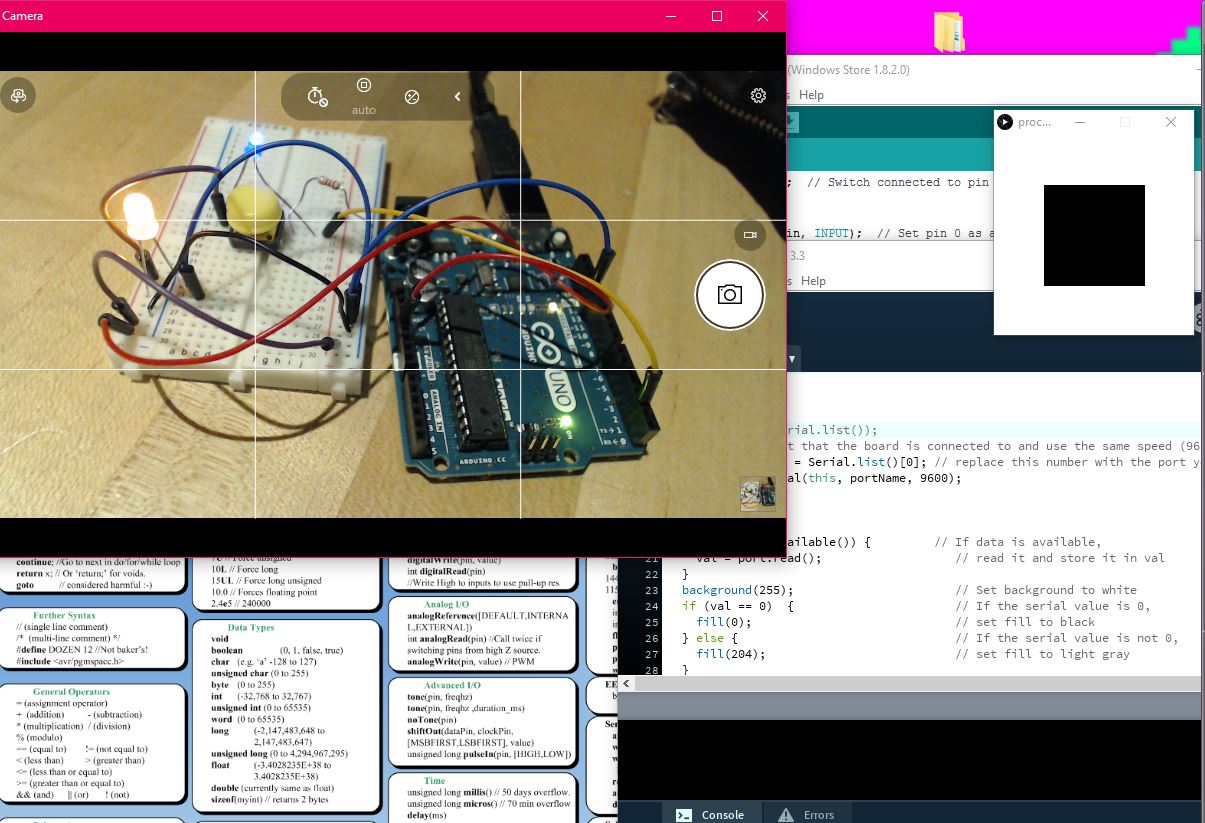 Camera
auto
(Windows Store 1.8.2.0)
Help
proc...
; // Switch connected to pin
in, INPUT); // Set pin 0 as a
3.3
Help
rial.list());
t that the board is connected to and use the same speed (96
= Serial.list()[0]; // replace this number with the port y
al(this, portName, 9600);
ailable()) { // If data is available,
21 val = port.read(); // read it and store it in val
22 }
23 background(255); // Set background to white
24 if (val == 0) { // If the serial value is 0,
25 fill(0); // set fill to black
26 } else { // If the serial value is not 0,
27 fill(204); // set fill to light gray
28 }
Console
Errors
ARDUINO
UNO
ANALOG IN
ARDUINO.CC
ON
TX
RX
a b c d
f g h i j
continue; //Go to next in do/for/while loop
return x; // Or 'return;' for voids.
goto // considered harmful :-)
Further Syntax
// (single line comment)
/* (multi-line comment) */
#define DOZEN 12 //Not baker's!
#include <avr/pgmspace.h>
General Operators
= (assignment operator)
+ (addition) - (subtraction)
* (multiplication) / (division)
% (modulo)
== (equal to) != (not equal to)
< (less than) > (greater than)
<= (less than or equal to)
>= (greater than or equal to)
&& (and) || (or) ! (not)
10L // Force long
15UL // Force long unsigned
10.0 // Forces floating point
2.4e5 // 240000
Data Types
void
boolean (0, 1, false, true)
char (e.g. 'a' -128 to 127)
unsigned char (0 to 255)
byte (0 to 255)
int (-32,768 to 32,767)
unsigned int (0 to 65535)
word (0 to 65535)
long (-2,147,483,648 to
2,147,483,647)
unsigned long (0 to 4,294,967,295)
float (-3.4028235E+38 to
3.4028235E+38)
double (currently same as float)
sizeof(myint) // returns 2 bytes
digitalWrite(pin, value)
int digitalRead(pin)
//Write High to inputs to use pull-up res
Analog I/O
analogReference([DEFAULT,INTERNA
L,EXTERNAL])
int analogRead(pin) //Call twice if
switching pins from high Z source.
analogWrite(pin, value) // PWM
Advanced I/O
tone(pin, freqhz)
tone(pin, freqhz ,duration_ms)
noTone(pin)
shiftOut(dataPin, clockPin,
[MSBFIRST,LSBFIRST], value)
unsigned long pulseIn(pin, [HIGH,LOW])
Time
unsigned long millis() // 50 days overflow.
unsigned long micros() // 70 min overflow
delay(ms)